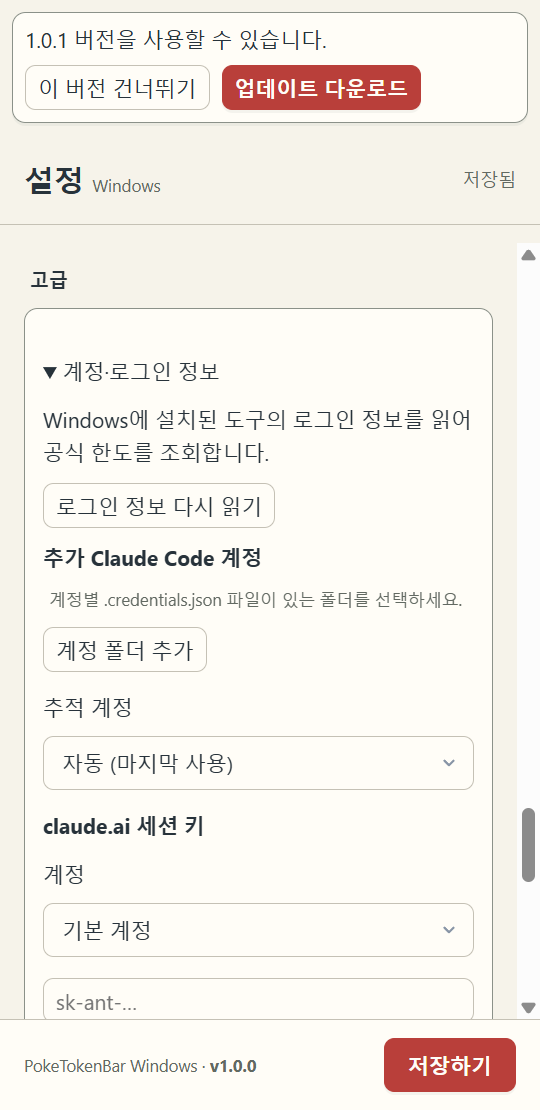 1.0.1 버전을 사용할 수 있습니다.
이 버전 건너뛰기
업데이트 다운로드
설정 Windows
저장됨
고급
▼ 계정·로그인 정보
Windows에 설치된 도구의 로그인 정보를 읽어
공식 한도를 조회합니다.
로그인 정보 다시 읽기
추가 Claude Code 계정
계정별 .credentials.json 파일이 있는 폴더를 선택하세요.
계정 폴더 추가
추적 계정
자동 (마지막 사용)
claude.ai 세션 키
계정
기본 계정
sk-ant-...
PokeTokenBar Windows · v1.0.0
저장하기